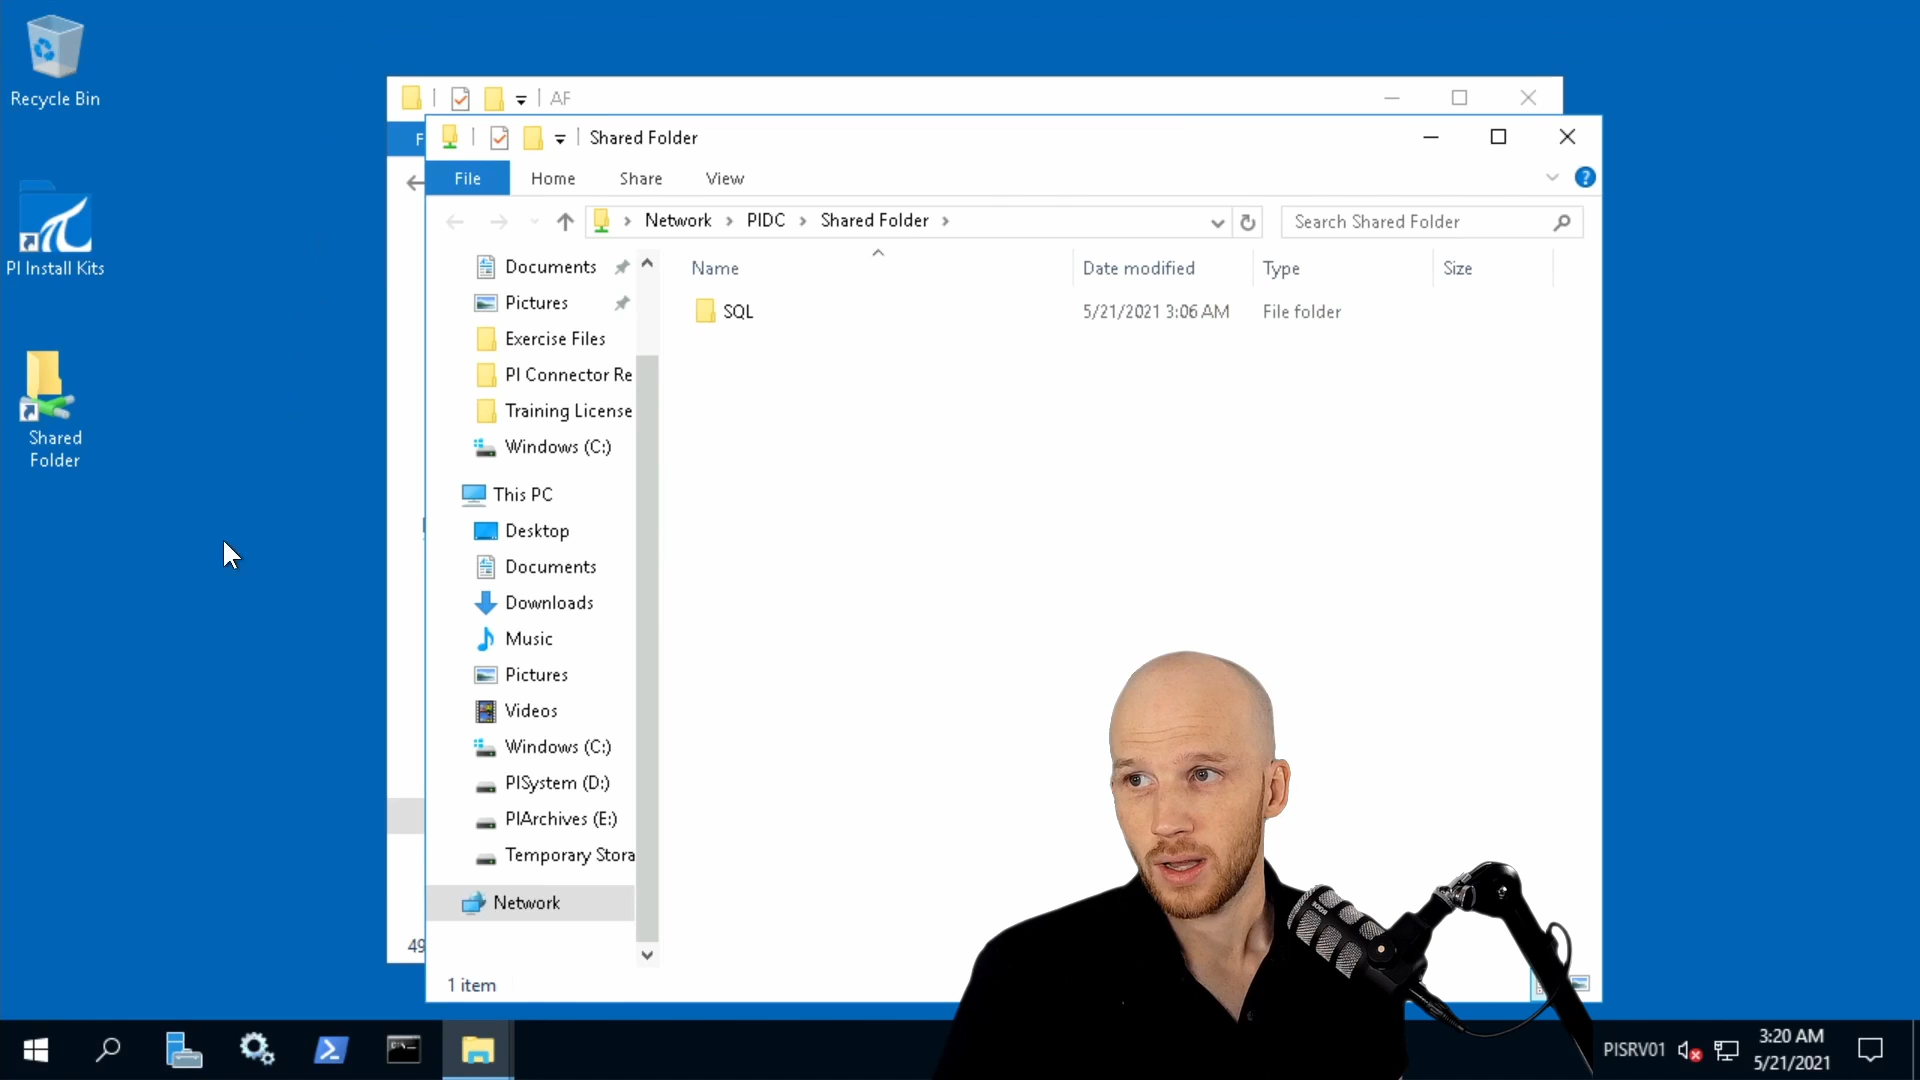 Recycle Bin
PI Install Kits
Shared
Folder
AF
F
49
Shared Folder
File
Home
Share
View
Network
PIDC
Shared Folder
Search Shared Folder
Name
Date modified
Type
Size
SQL
5/21/2021 3:06 AM
File folder
Documents
Pictures
Exercise Files
PI Connector Re
Training License
Windows (C:)
This PC
Desktop
Documents
Downloads
Music
Pictures
Videos
Windows (C:)
PISystem (D:)
PIArchives (E:)
Temporary Stora
Network
1 item
RODE
PISRV01
3:20 AM
5/21/2021